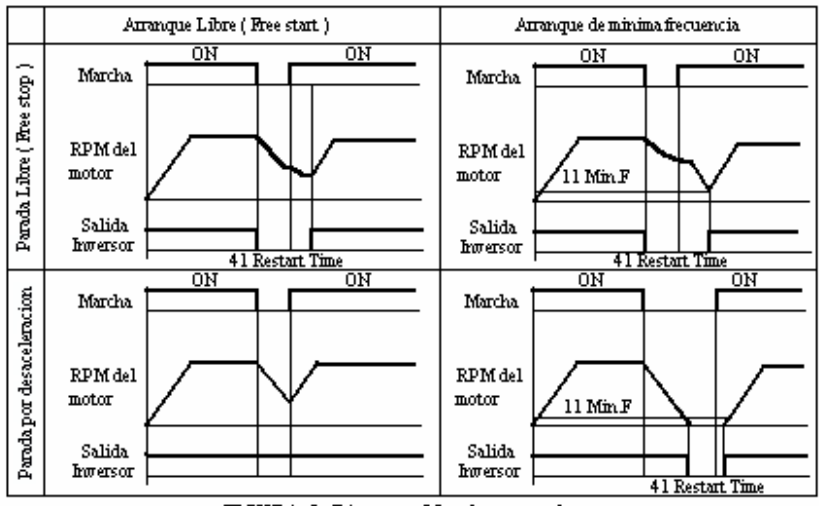 Arranque Libre ( Free start )
Arranque de minima frecuencia
Parada Libre ( Free stop )
ON
ON
Marcha
RPM del
motor
Salida
Inversor
41 Restart Time
ON
ON
Marcha
RPM del
motor
11 Min.F
Salida
Inversor
41 Restart Time
Parada por desaceleracion
ON
ON
Marcha
RPM del
motor
Salida
Inversor
ON
ON
Marcha
RPM del
motor
11 Min.F
Salida
Inversor
41 Restart Time